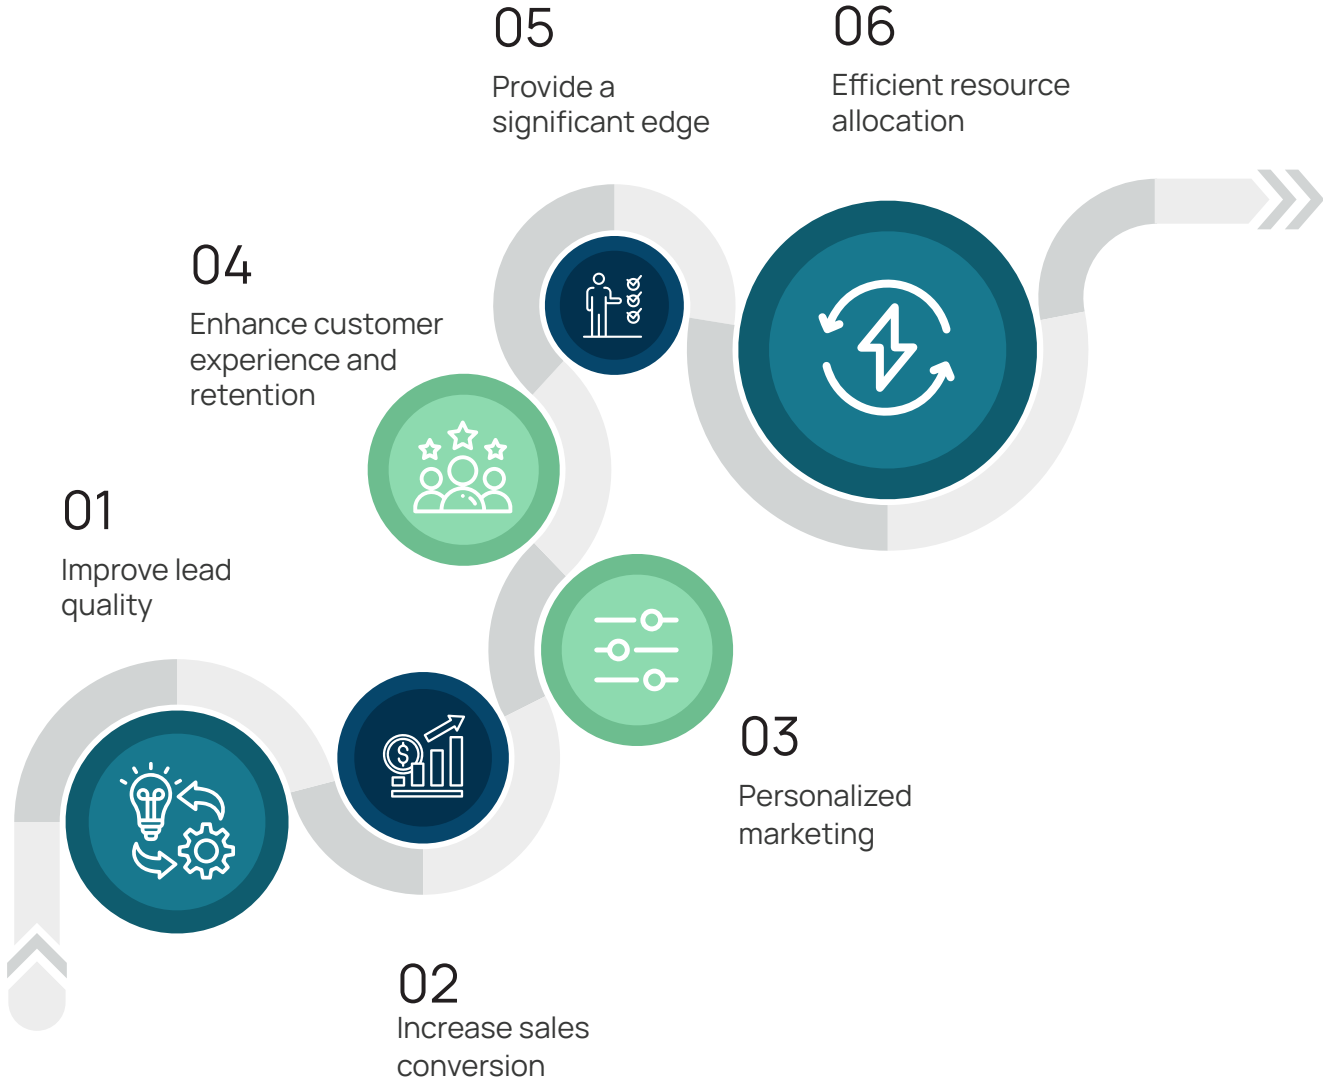 05
Provide a
significant edge
06
Efficient resource
allocation
04
Enhance customer
experience and
retention
01
Improve lead
quality
$
03
Personalized
marketing
02
Increase sales
conversion